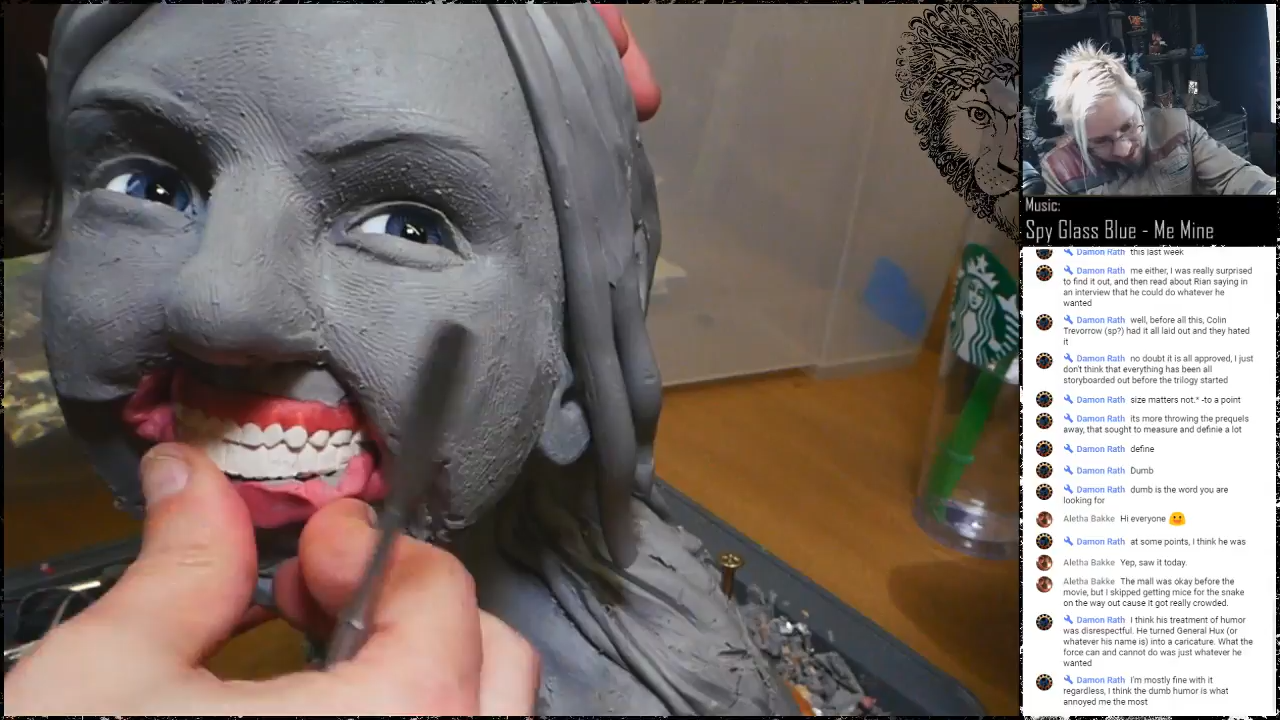 Music:
Spy Glass Blue - Me Mine
Damon Rath this last week
Damon Rath me either, I was really surprised
to find it out, and then read about Rian saying in
an interview that he could do whatever he
wanted
Damon Rath well, before all this, Colin
Trevorrow (sp?) had it all laid out and they hated
it
Damon Rath no doubt it is all approved, I just
don't think that everything has been all
storyboarded out before the trilogy started
Damon Rath size matters not.* -to a point
Damon Rath its more throwing the prequels
away, that sought to measure and definie a lot
Damon Rath define
Damon Rath Dumb
Damon Rath dumb is the word you are
looking for
Aletha Bakke Hi everyone
Damon Rath at some points, I think he was
Aletha Bakke Yep, saw it today.
Aletha Bakke The mall was okay before the
movie, but I skipped getting mice for the snake
on the way out cause it got really crowded.
Damon Rath I think his treatment of humor
was disrespectful. He turned General Hux (or
whatever his name is) into a caricature. What the
force can and cannot do was just whatever he
wanted
Damon Rath I'm mostly fine with it
regardless, I think the dumb humor is what
annoyed me the most